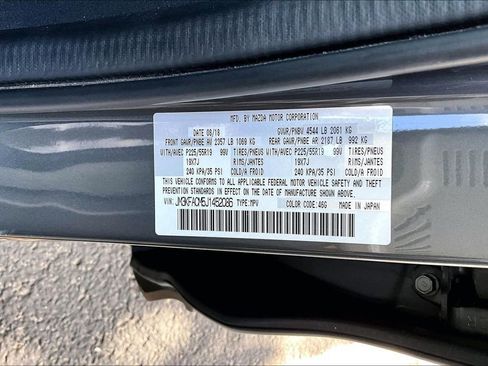 MFD. BY MAZDA MOTOR CORPORATION
DATE 08/18 GVWR/PNBV 4544 LB 2061 KG
FRONT GAWR/PNBE AV 2357 LB 1069 KG REAR GAWR/PNBE AR 2187 LB 992 KG
WITH/AVEC P225/55R19 99V TIRES/PNEUS WITH/AVEC P225/55R19 99V TIRES/PNEUS
19X7J RIMS/JANTES 19X7J RIMS/JANTES
240 KPA/35 PSI COLD/A FROID 240 KPA/35 PSI COLD/A FROID
THIS VEHICLE CONFORMS TO ALL APPLICABLE FEDERAL MOTOR VEHICLE SAFETY
STANDARDS IN EFFECT ON THE DATE OF MANUFACTURE SHOWN ABOVE.
VIN: JM3KFACM5J1452086 TYPE:MPV COLOR CODE: 46G MADE IN JAPAN